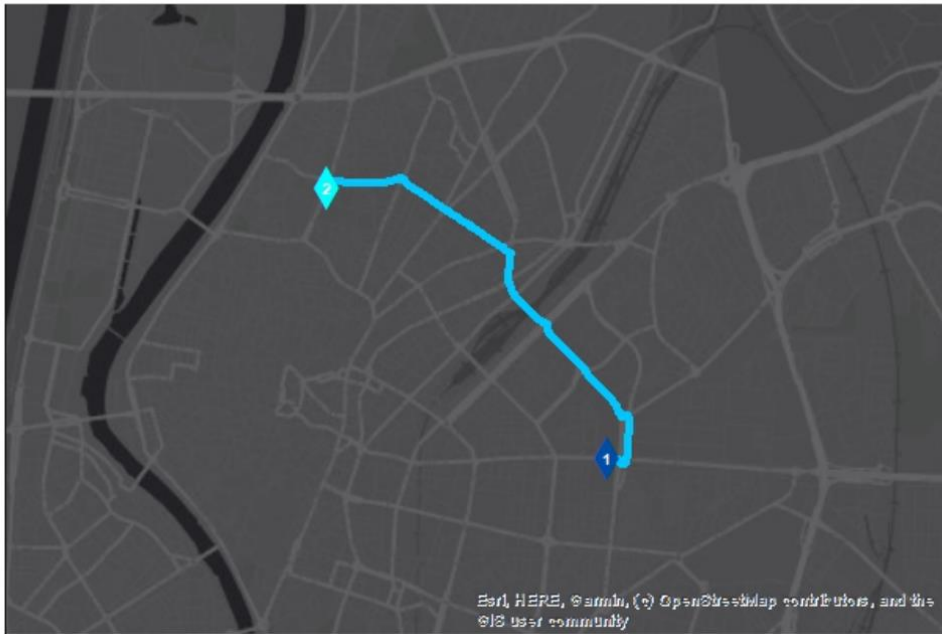 2
1
Esri, HERE, Garmin, (c) OpenStreetMap contributors, and the
GIS user community